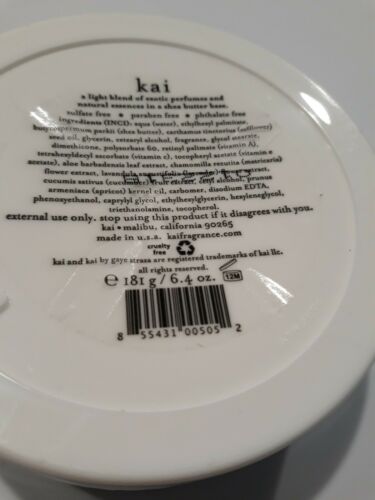 kai
a light blend of exotic perfumes and
natural essences in a shea butter base.
sulfate free • paraben free • phthalate free
ingredients (INCI): aqua (water), ethylhexyl palmitate,
butyrospermum parkii (shea butter), carthamus tinctorius (safflower)
seed oil, glycerin, cetearyl alcohol, fragrance, glycol stearate,
dimethicone, polysorbate 60, retinyl palmitate (vitamin A),
tetrahexyldecyl ascorbate (vitamin c), tocopheryl acetate (vitamin e
acetate), aloe barbadensis leaf extract, chamomilla recutita (matricaria)
flower extract, lavandula angustifolia (lavender) extract,
cucumis sativus (cucumber) fruit extract, cetyl alcohol, prunus
armeniaca (apricot) kernel oil, carbomer, disodium EDTA,
phenoxyethanol, caprylyl glycol, ethylhexylglycerin, hexyleneglycol,
triethanolamine, tocopherol.
external use only. stop using this product if it disagrees with you.
kai • malibu, california 90265
made in u.s.a. kaifragrance.com
cruelty
free
kai and kai by gaye straza are registered trademarks of kai llc.
all rights reserved.
12M
℮ 181 g / 6.4 oz.
8 55431 00505 2